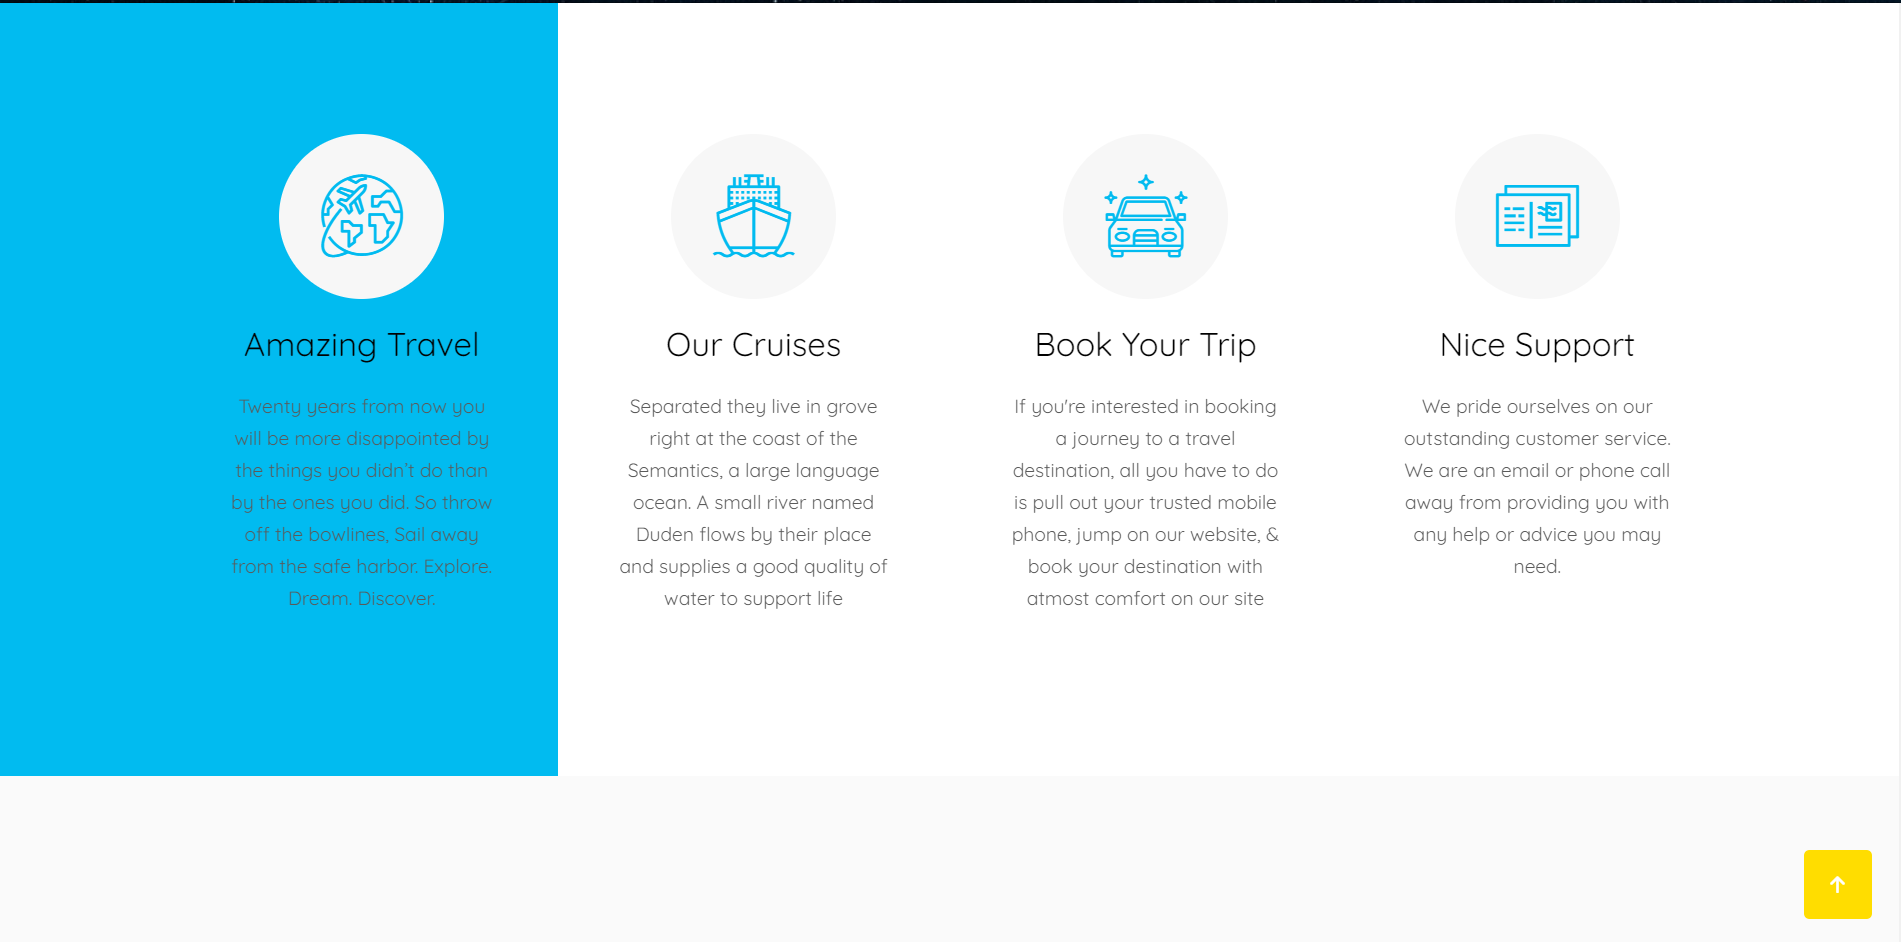 Amazing Travel
Twenty years from now you
will be more disappointed by
the things you didn't do than
by the ones you did. So throw
off the bowlines, Sail away
from the safe harbor. Explore.
Dream. Discover.
Our Cruises
Separated they live in grove
right at the coast of the
Semantics, a large language
ocean. A small river named
Duden flows by their place
and supplies a good quality of
water to support life
Book Your Trip
If you're interested in booking
a journey to a travel
destination, all you have to do
is pull out your trusted mobile
phone, jump on our website, &
book your destination with
atmost comfort on our site
Nice Support
We pride ourselves on our
outstanding customer service.
We are an email or phone call
away from providing you with
any help or advice you may
need.